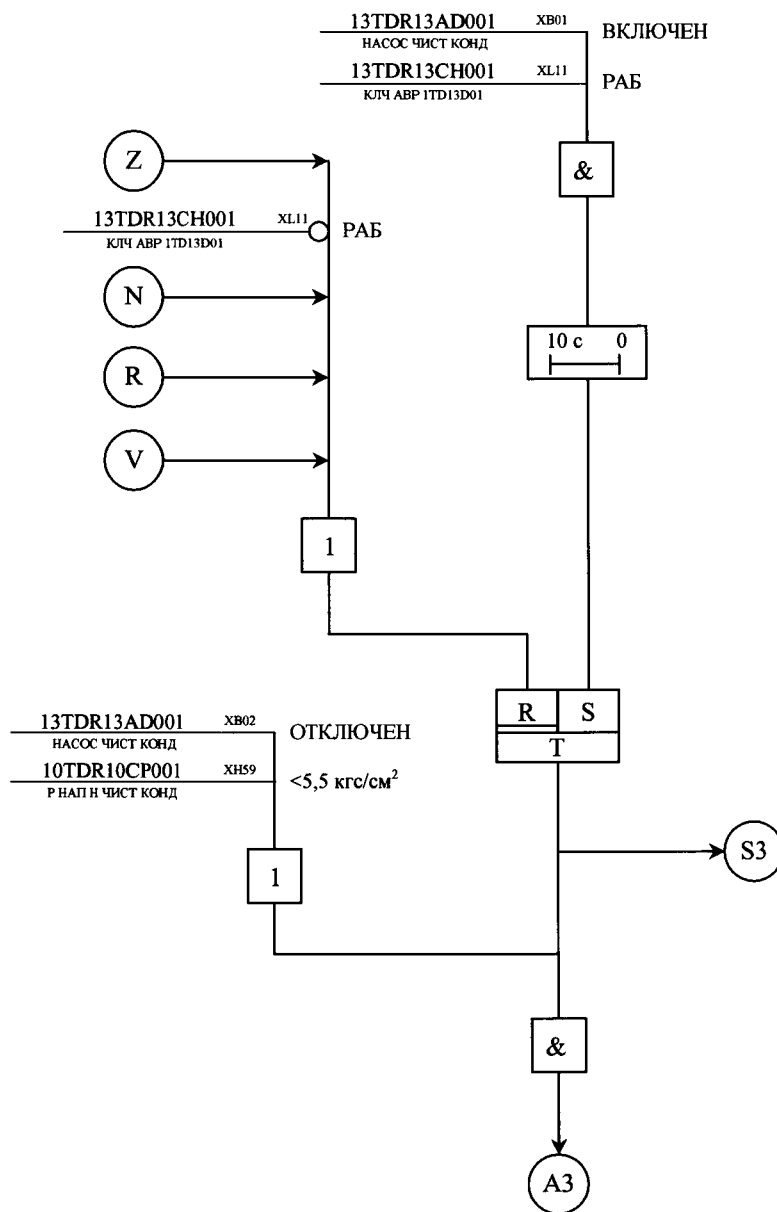 13TDR13AD001 XB01 ВКЛЮЧЕН
НАСОС ЧИСТ КОНД
13TDR13CH001 XL11 РАБ
КЛЧ АВР 1TD13D01
&
Z
13TDR13CH001 XL11 РАБ
КЛЧ АВР 1TD13D01
N
10 с 0
R
V
1
R S
T
13TDR13AD001 XB02 ОТКЛЮЧЕН
НАСОС ЧИСТ КОНД
10TDR10CP001 XH59 <5,5 кгс/см²
Р НАП Н ЧИСТ КОНД
S3
1
&
A3